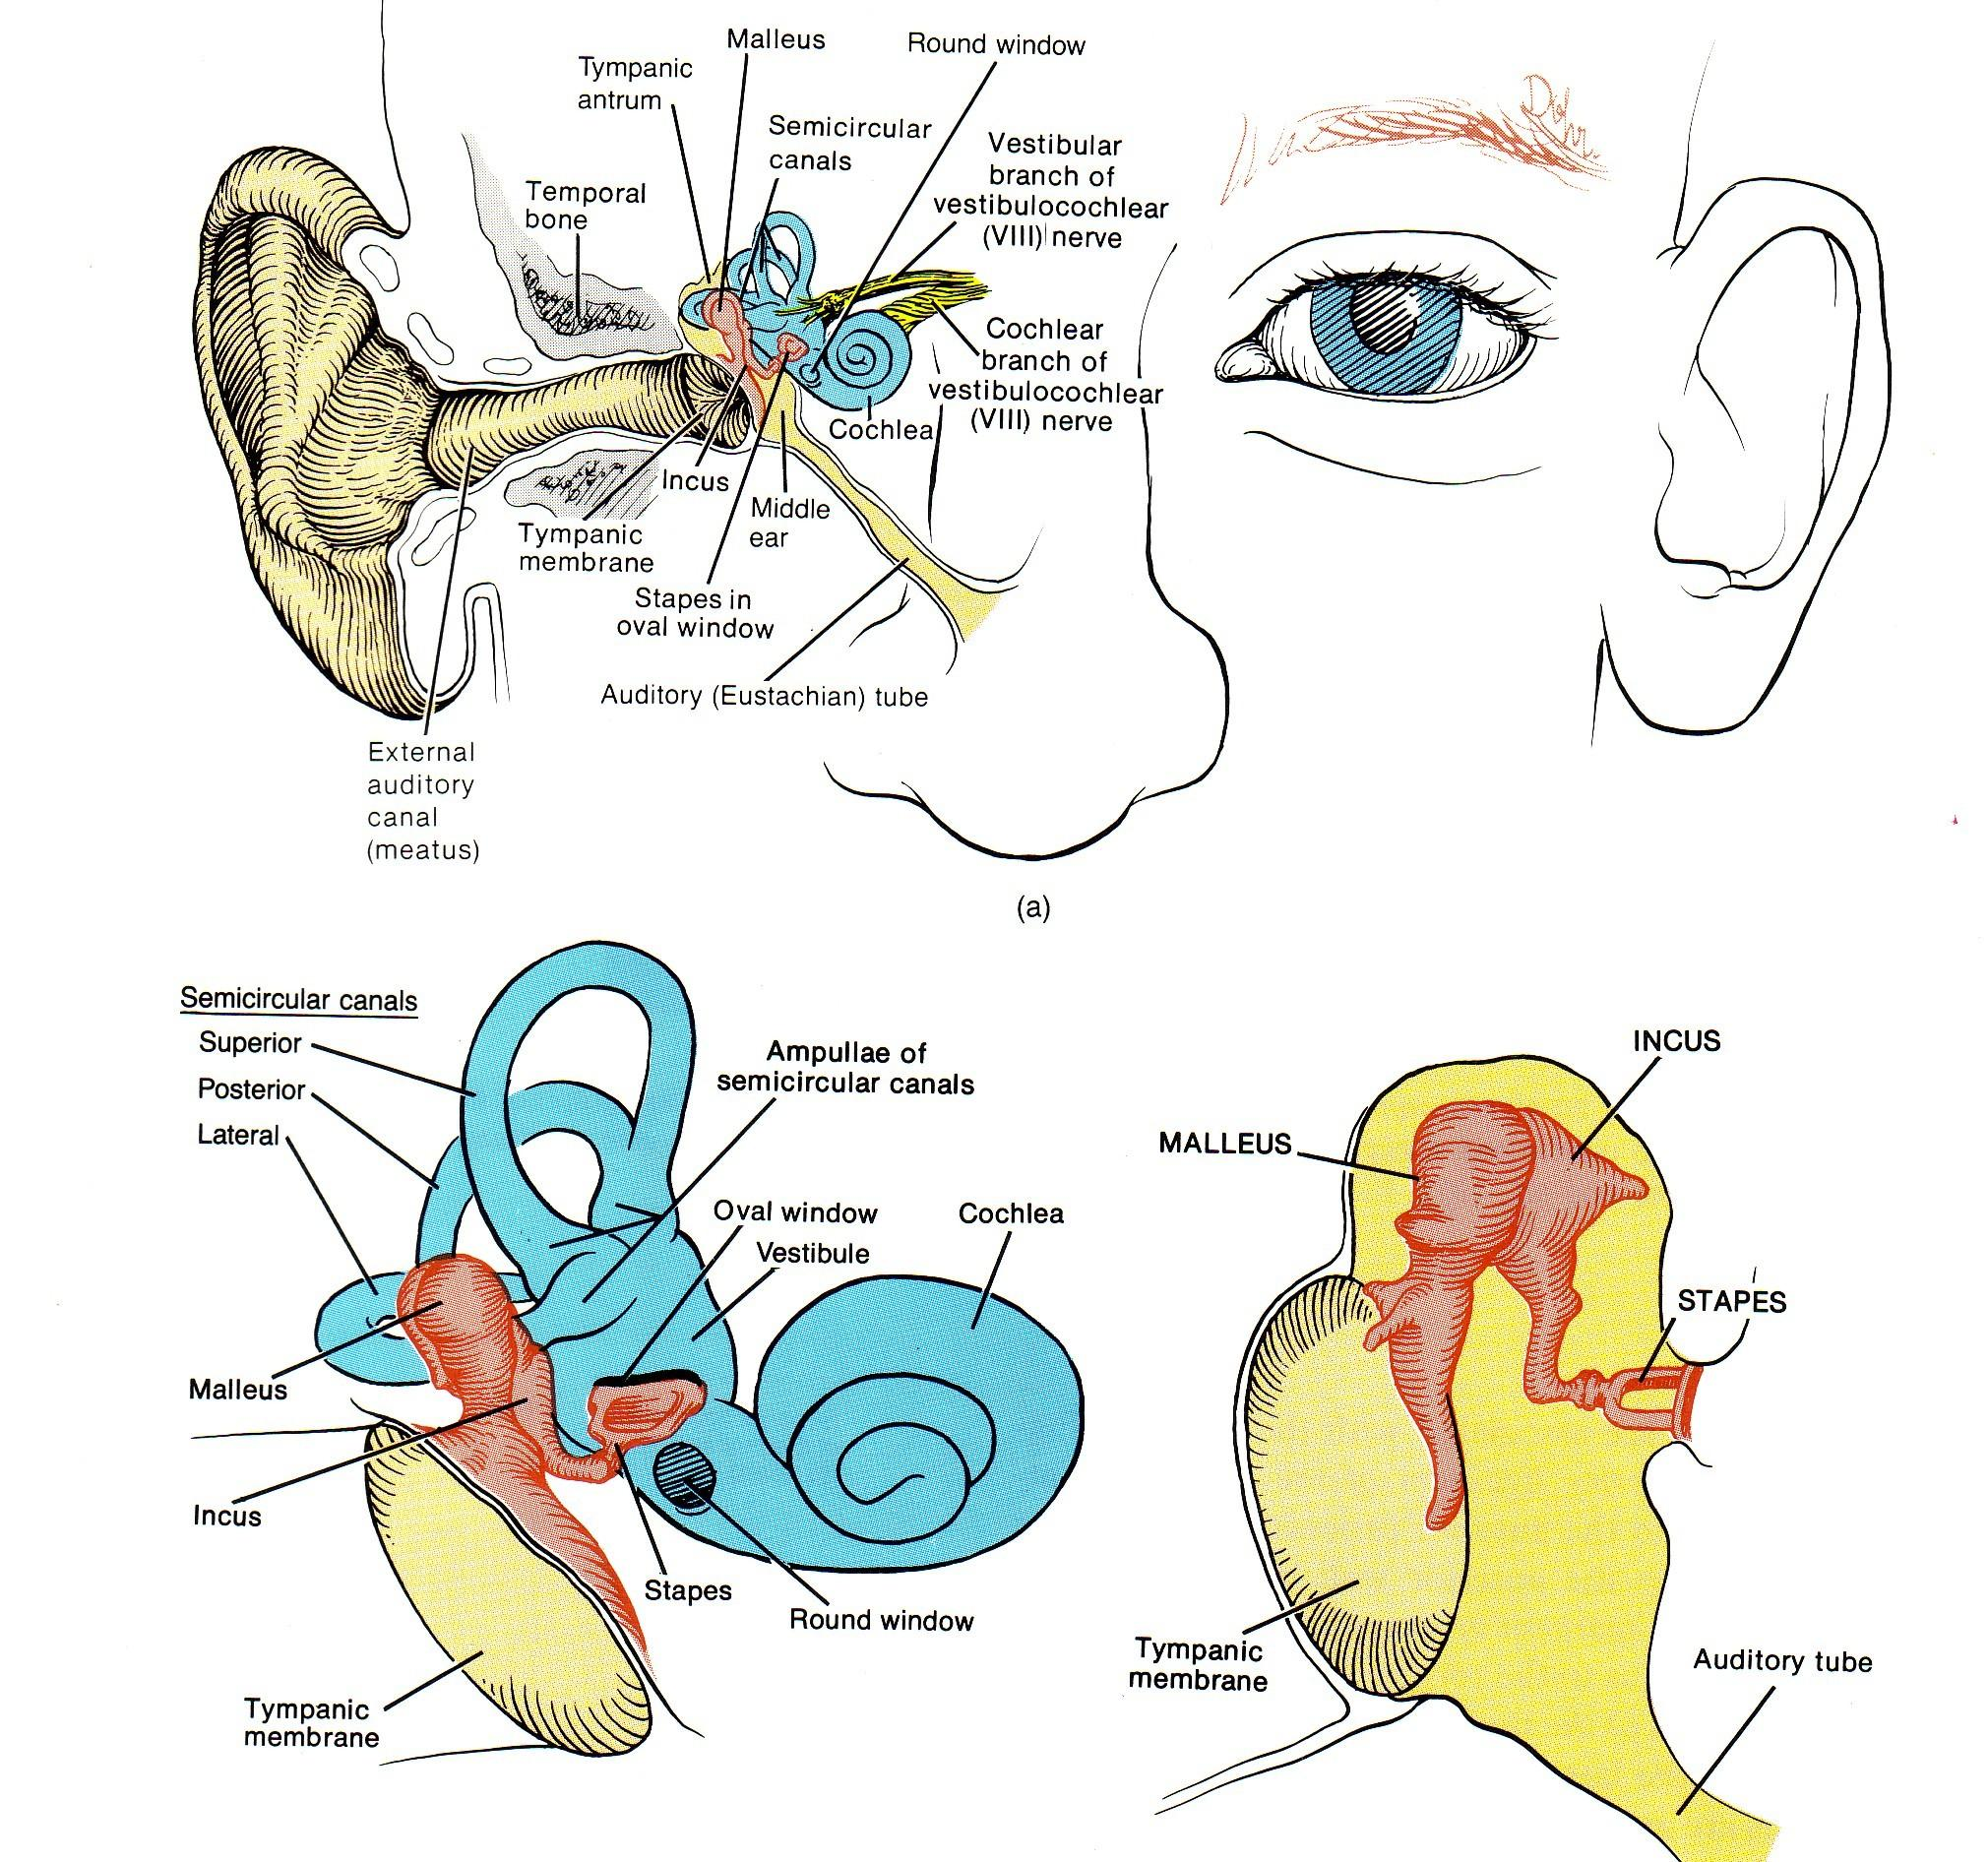 Malleus
Round window
Tympanic
antrum
Semicircular
canals
Vestibular
branch of
vestibulocochlear
(VIII) nerve
Temporal
bone
Cochlear
branch of
vestibulocochlear
(VIII) nerve
Cochlea
Incus
Middle
ear
Tympanic
membrane
Stapes in
oval window
Auditory (Eustachian) tube
External
auditory
canal
(meatus)
(a)
Semicircular canals
Superior
Posterior
Lateral
Ampullae of
semicircular canals
Oval window
Vestibule
Cochlea
Malleus
Incus
Stapes
Round window
Tympanic
membrane
INCUS
MALLEUS
STAPES
Tympanic
membrane
Auditory tube